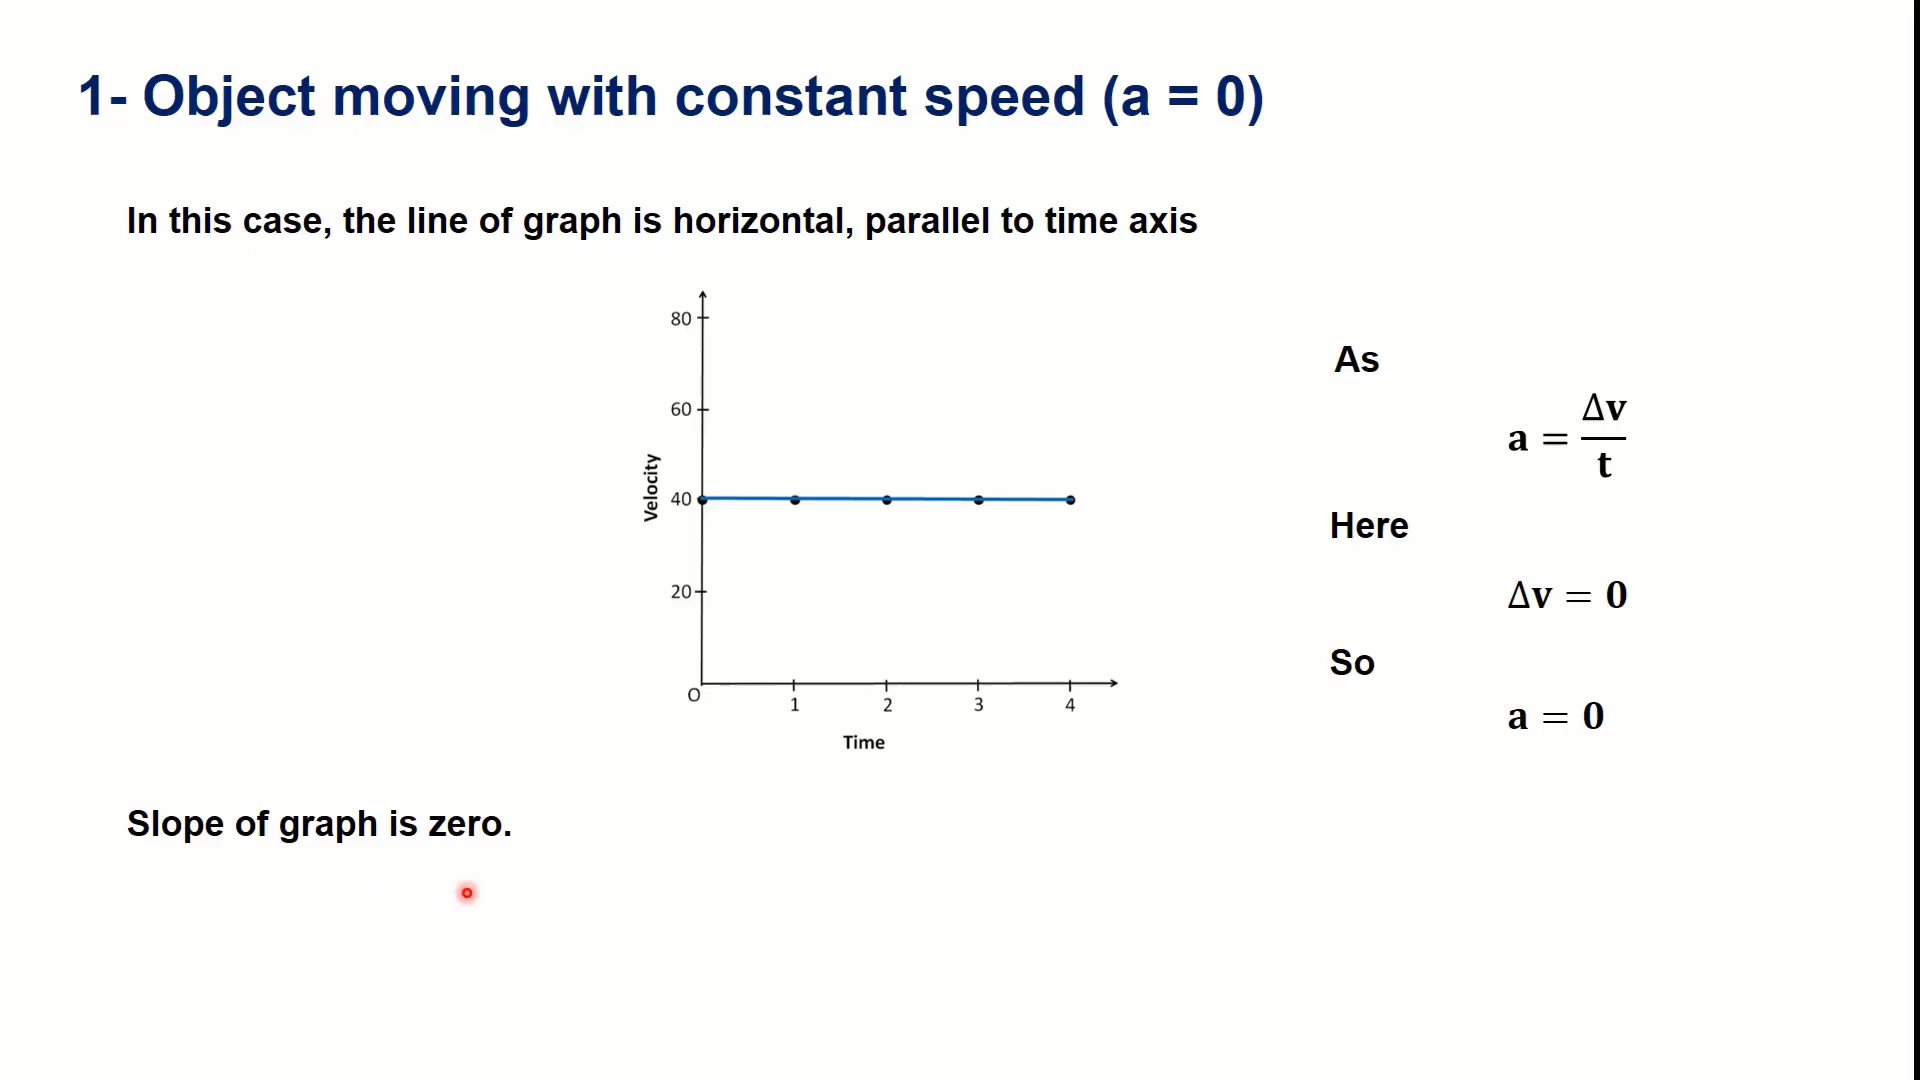 1- Object moving with constant speed (a = 0)
In this case, the line of graph is horizontal, parallel to time axis
80
60
Velocity
40
20
O
1 2 3 4
Time
As
a = Δv/t
Here
Δv = 0
So
a = 0
Slope of graph is zero.